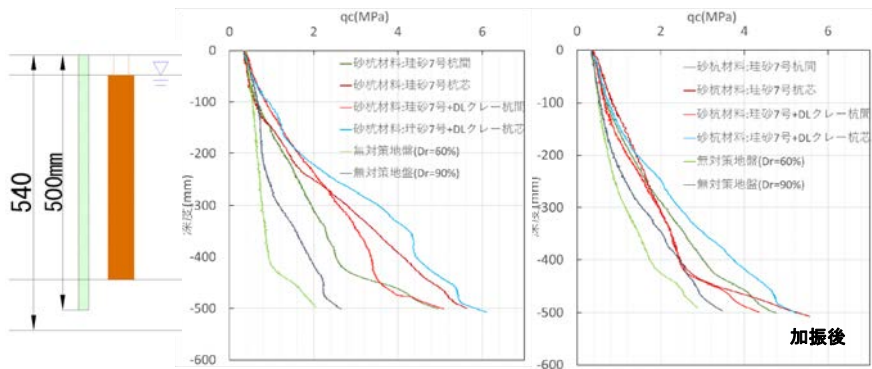 540
500mm
qc(MPa)
0 2 4 6
0
-100
-200
-300
-400
-500
-600
深度(mm)
砂杭材料:珪砂7号杭間
砂杭材料:珪砂7号杭芯
砂杭材料:珪砂7号+DLクレー杭間
砂杭材料:珪砂7号+DLクレー杭芯
無対策地盤(Dr=60%)
無対策地盤(Dr=90%)
qc(MPa)
0 2 4 6
0
-100
-200
-300
-400
-500
-600
深度(mm)
砂杭材料:珪砂7号杭間
砂杭材料:珪砂7号杭芯
砂杭材料:珪砂7号+DLクレー杭間
砂杭材料:珪砂7号+DLクレー杭芯
無対策地盤(Dr=60%)
無対策地盤(Dr=90%)
加振後